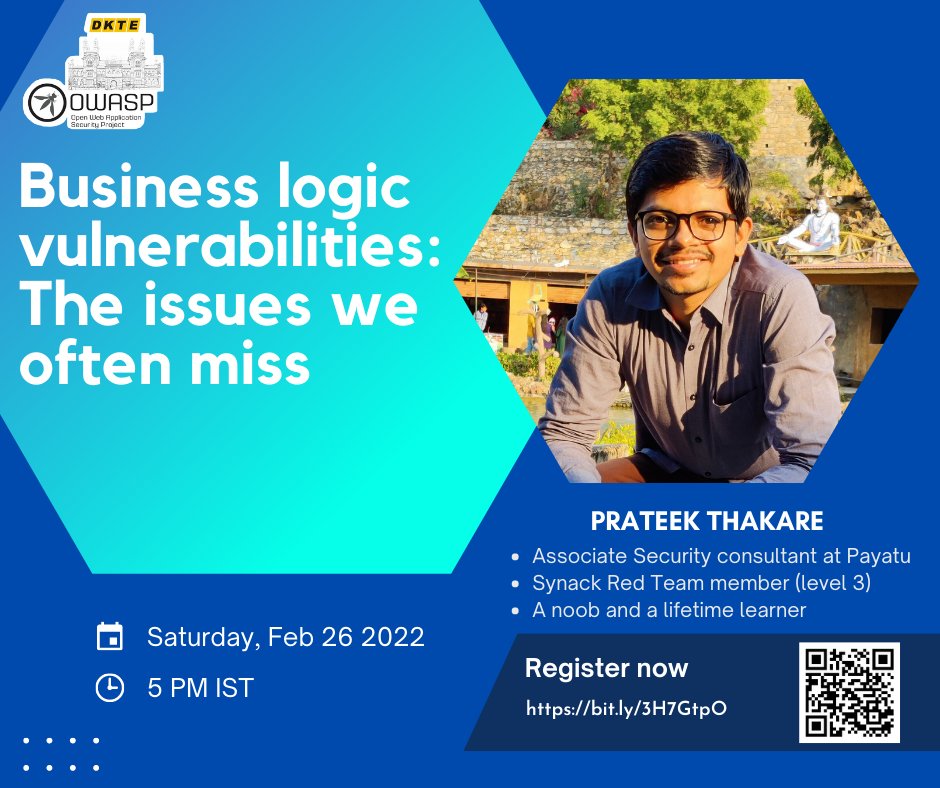 DKTE
OWASP
Open Web Application
Security Project
Business logic
vulnerabilities:
The issues we
often miss
PRATEEK THAKARE
Associate Security consultant at Payatu
Synack Red Team member (level 3)
A noob and a lifetime learner
Saturday, Feb 26 2022
5 PM IST
Register now
https://bit.ly/3H7GtpO